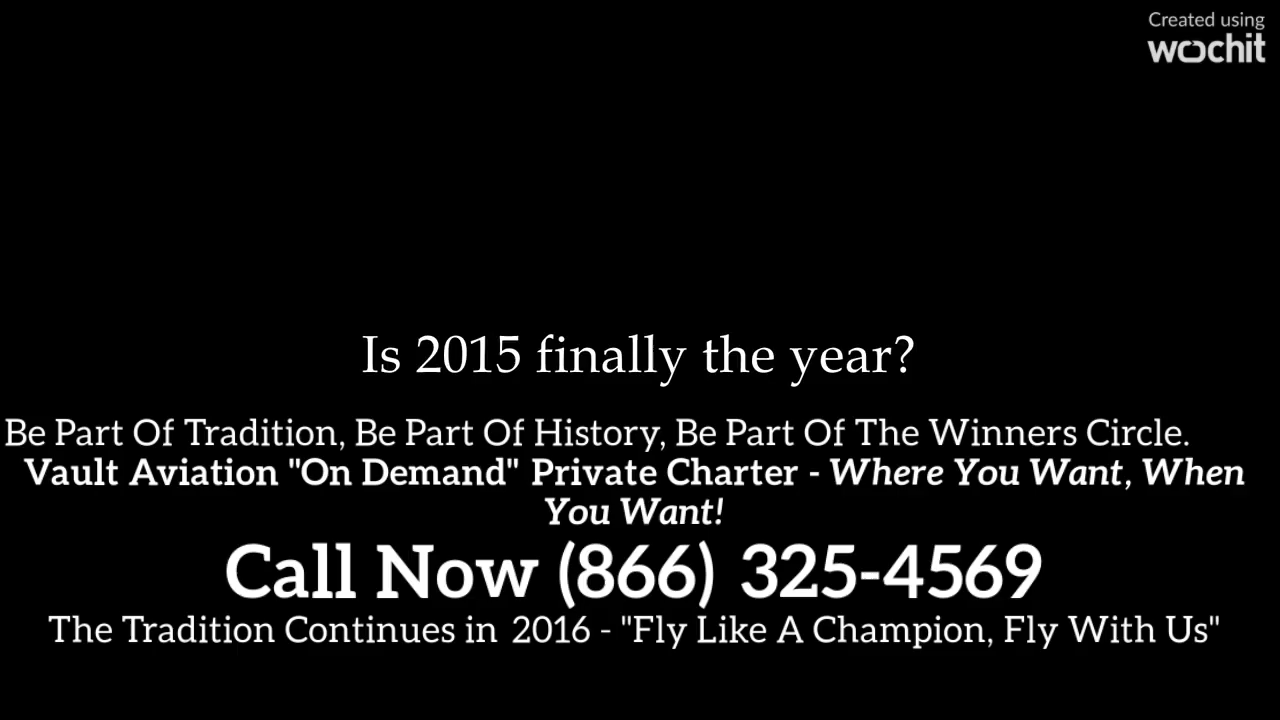 Created using
woochit
Is 2015 finally the year?
Be Part Of Tradition, Be Part Of History, Be Part Of The Winners Circle.
Vault Aviation "On Demand" Private Charter - Where You Want, When
You Want!
Call Now (866) 325-4569
The Tradition Continues in 2016 - "Fly Like A Champion, Fly With Us"